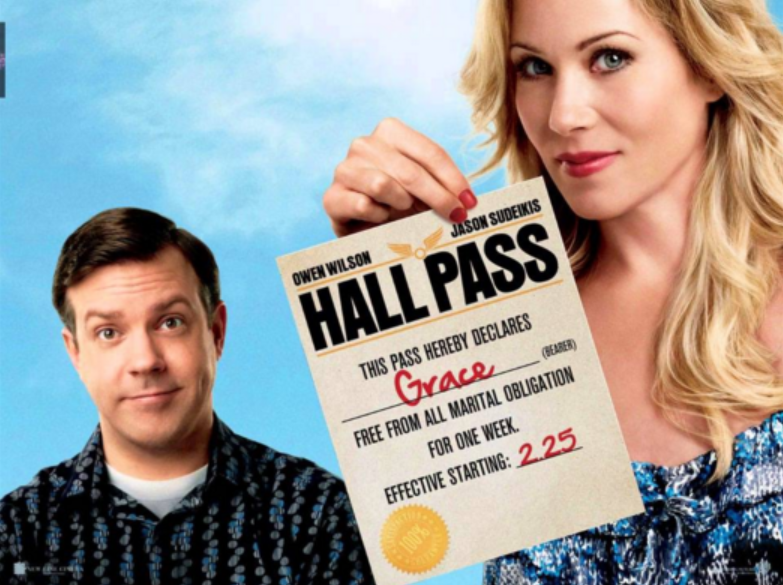 OWEN WILSON
JASON SUDEIKIS
HALL PASS
THIS PASS HEREBY DECLARES
Grace (BEARER)
FREE FROM ALL MARITAL OBLIGATION
FOR ONE WEEK.
EFFECTIVE STARTING: 2.25
100%